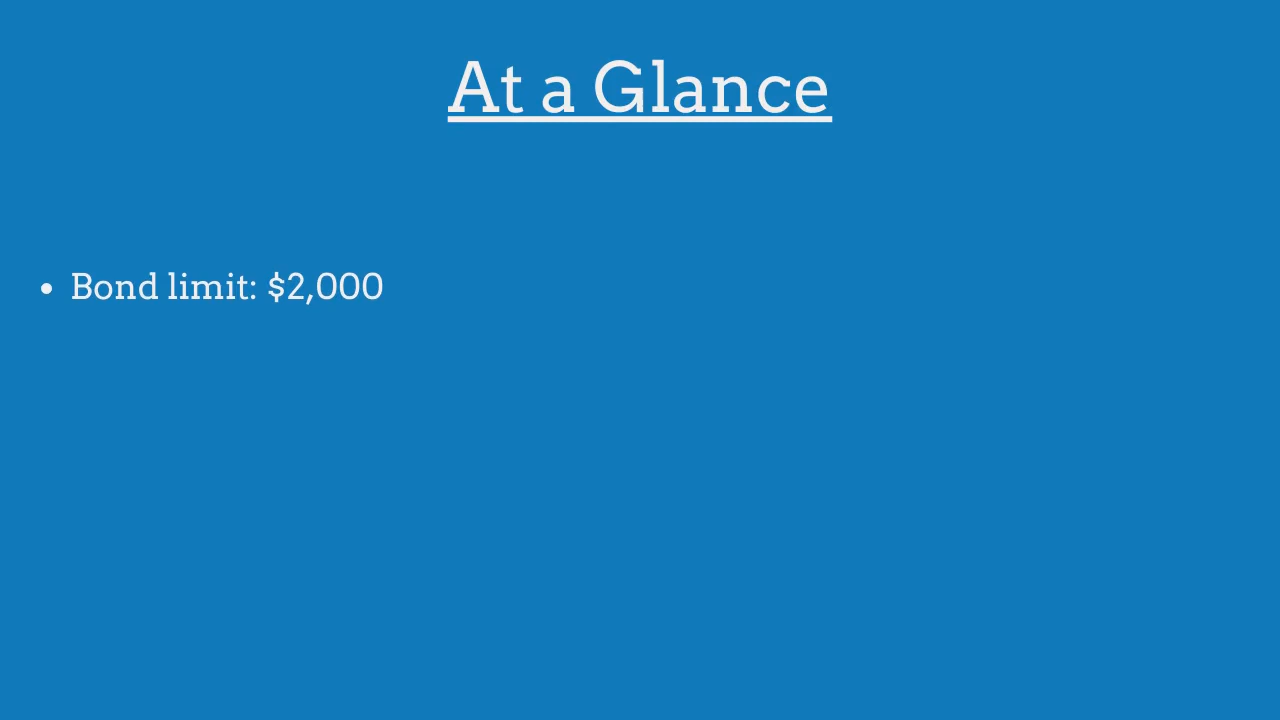 At a Glance
• Bond limit: $2,000